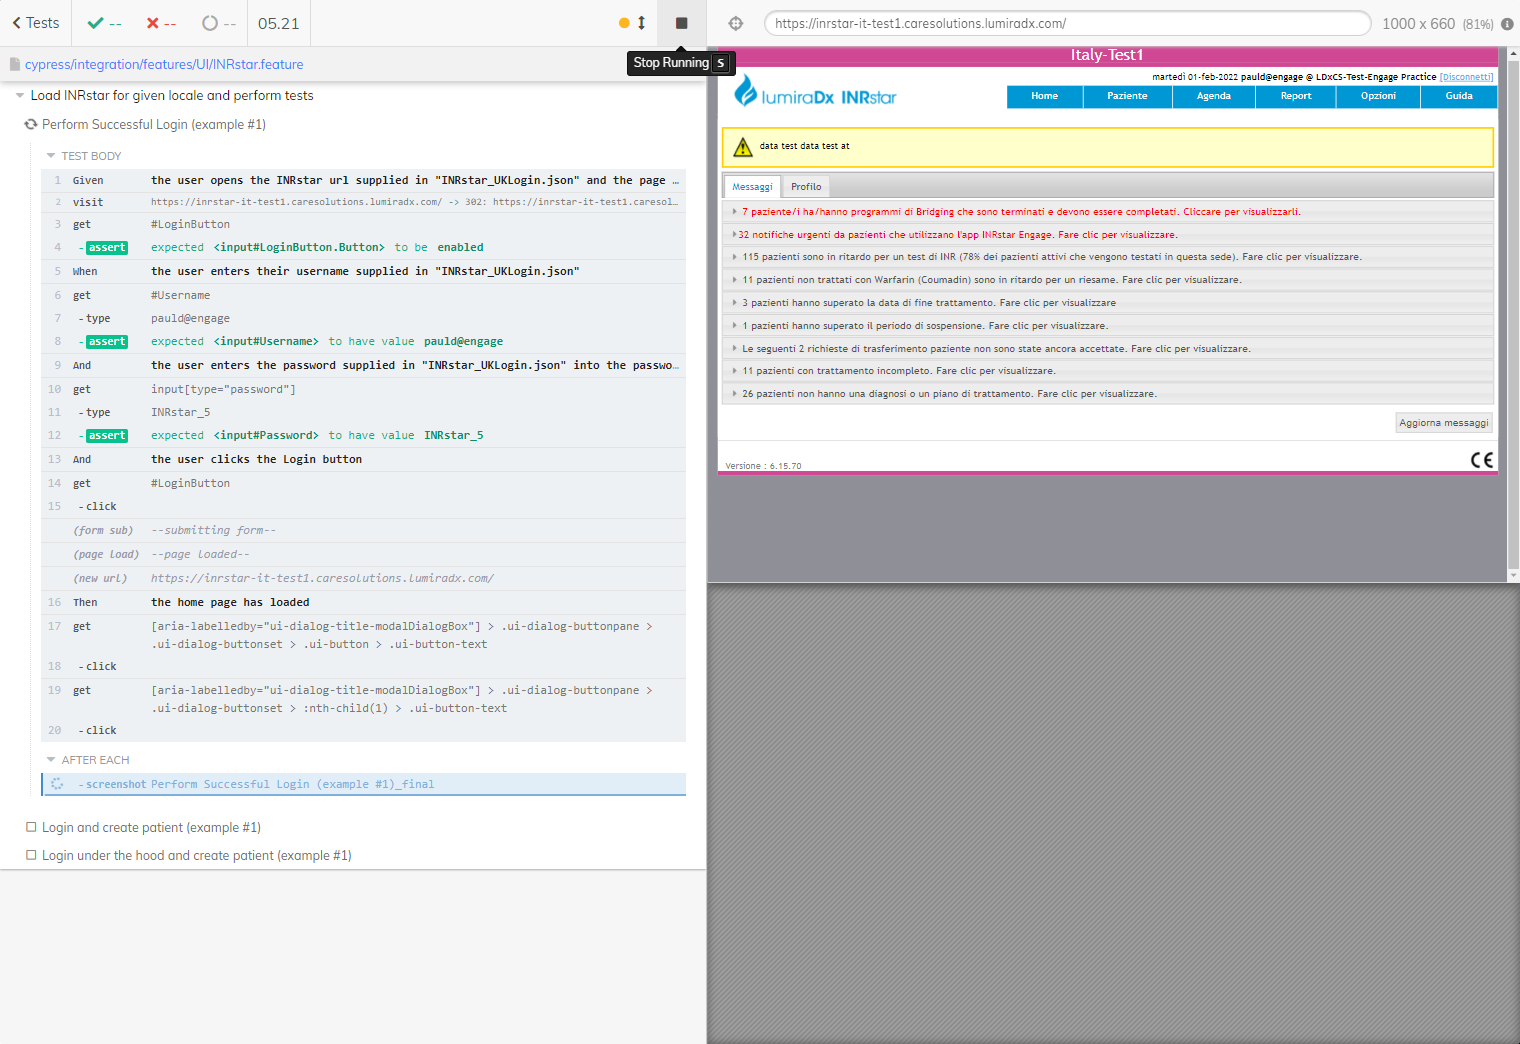 Tests
--
--
--
05.21
Stop Running S
https://inrstar-it-test1.caresolutions.lumiradx.com/
1000 x 660 (81%)
cypress/integration/features/UI/INRstar.feature
Load INRstar for given locale and perform tests
Perform Successful Login (example #1)
TEST BODY
1 Given the user opens the INRstar url supplied in "INRstar_UKLogin.json" and the page …
2 visit https://inrstar-it-test1.caresolutions.lumiradx.com/ -> 302: https://inrstar-it-test1.caresol…
3 get #LoginButton
4 -assert expected <input#LoginButton.Button> to be enabled
5 When the user enters their username supplied in "INRstar_UKLogin.json"
6 get #Username
7 -type pauld@engage
8 -assert expected <input#Username> to have value pauld@engage
9 And the user enters the password supplied in "INRstar_UKLogin.json" into the passwo…
10 get input[type="password"]
11 -type INRstar_5
12 -assert expected <input#Password> to have value INRstar_5
13 And the user clicks the Login button
14 get #LoginButton
15 -click
(form sub) --submitting form--
(page load) --page loaded--
(new url) https://inrstar-it-test1.caresolutions.lumiradx.com/
16 Then the home page has loaded
17 get [aria-labelledby="ui-dialog-title-modalDialogBox"] > .ui-dialog-buttonpane >
.ui-dialog-buttonset > .ui-button > .ui-button-text
18 -click
19 get [aria-labelledby="ui-dialog-title-modalDialogBox"] > .ui-dialog-buttonpane >
.ui-dialog-buttonset > :nth-child(1) > .ui-button-text
20 -click
AFTER EACH
-screenshot Perform Successful Login (example #1)_final
Login and create patient (example #1)
Login under the hood and create patient (example #1)
Italy-Test1
martedì 01-feb-2022 pauld@engage @ LDxCS-Test-Engage Practice [Disconnetti]
lumiraDx INRstar
Home Paziente Agenda Report Opzioni Guida
data test data test at
Messaggi Profilo
7 paziente/i ha/hanno programmi di Bridging che sono terminati e devono essere completati. Cliccare per visualizzarli.
32 notifiche urgenti da pazienti che utilizzano l'app INRstar Engage. Fare clic per visualizzare.
115 pazienti sono in ritardo per un test di INR (78% dei pazienti attivi che vengono testati in questa sede). Fare clic per visualizzare.
11 pazienti non trattati con Warfarin (Coumadin) sono in ritardo per un riesame. Fare clic per visualizzare.
3 pazienti hanno superato la data di fine trattamento. Fare clic per visualizzare
1 pazienti hanno superato il periodo di sospensione. Fare clic per visualizzare.
Le seguenti 2 richieste di trasferimento paziente non sono state ancora accettate. Fare clic per visualizzare.
11 pazienti con trattamento incompleto. Fare clic per visualizzare.
26 pazienti non hanno una diagnosi o un piano di trattamento. Fare clic per visualizzare.
Aggiorna messaggi
Versione : 6.15.70
CE